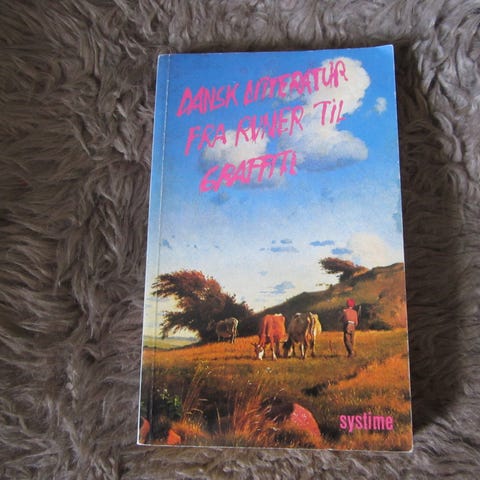 DANSK LITTERATUR
FRA RUNER TIL
GRAFFITI
systime